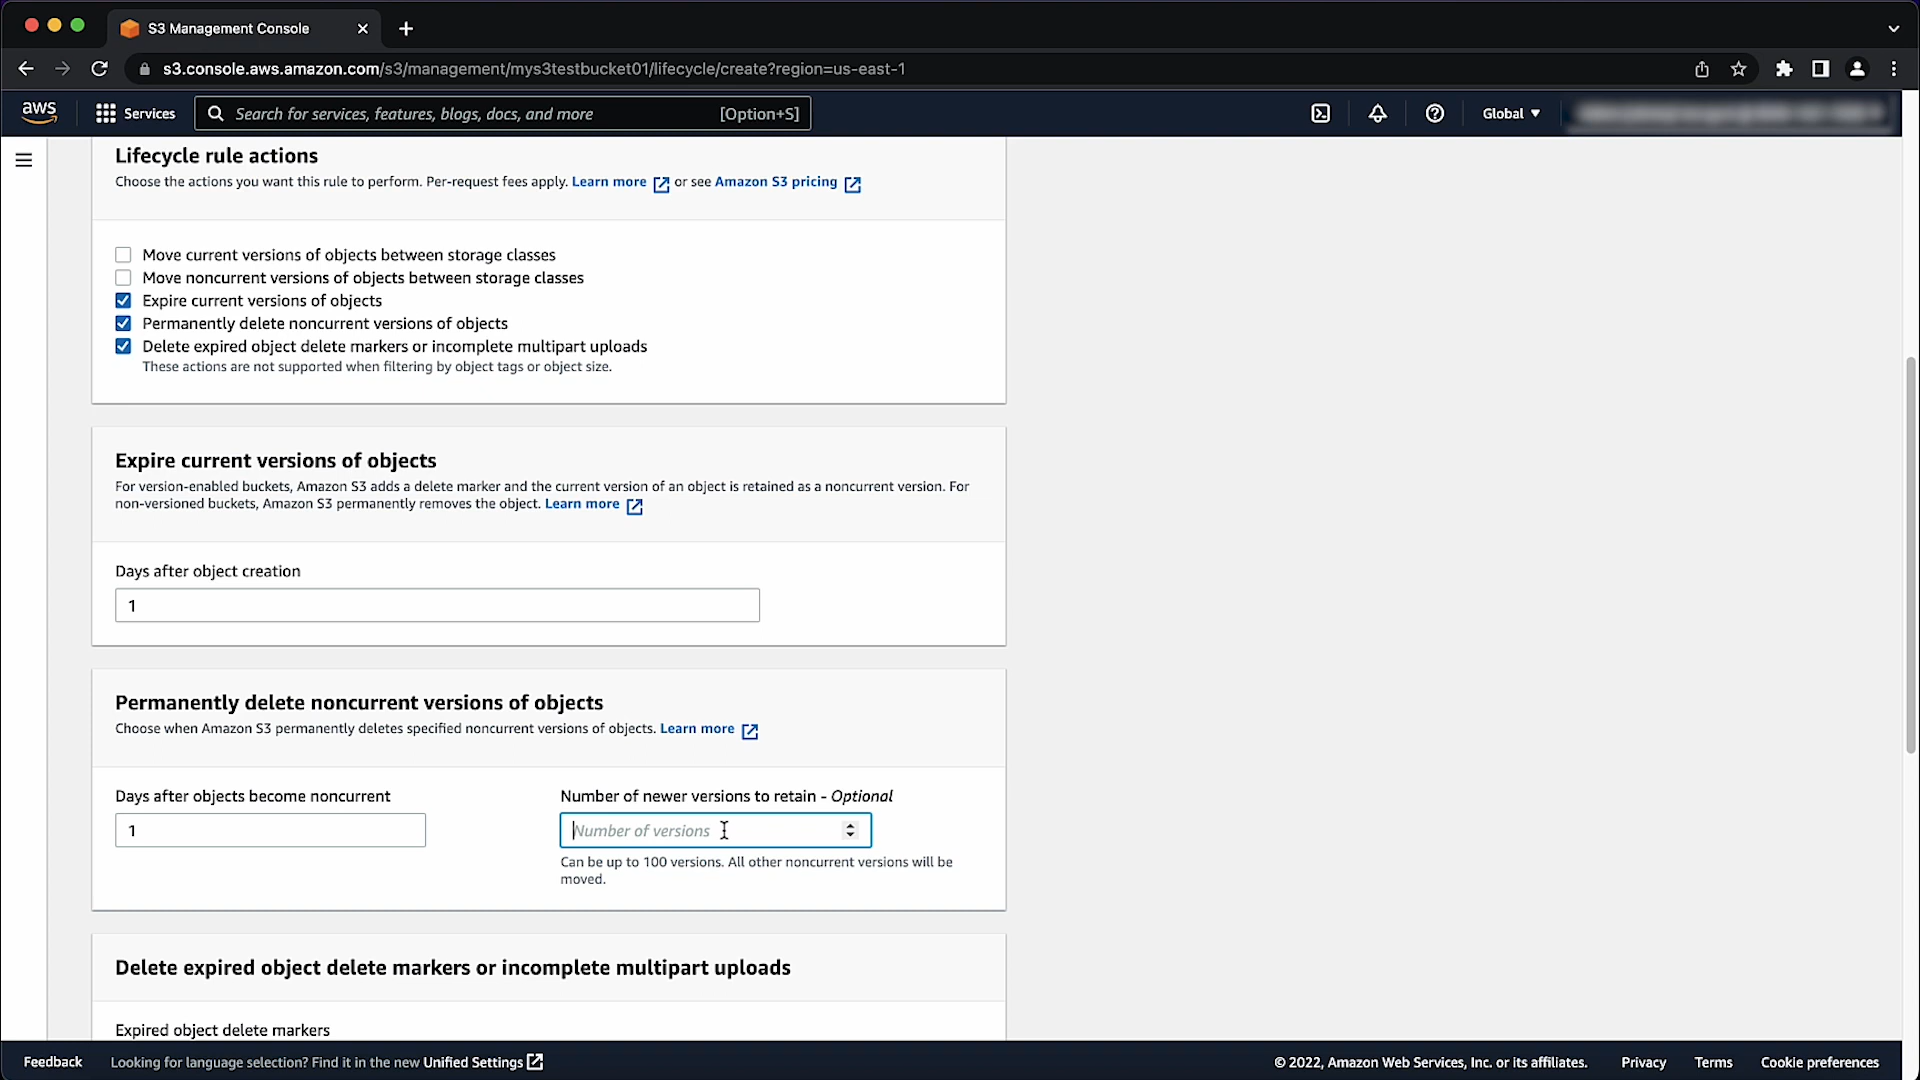 S3 Management Console
s3.console.aws.amazon.com/s3/management/mys3testbucket01/lifecycle/create?region=us-east-1
aws
Services
Search for services, features, blogs, docs, and more
[Option+S]
Global
Lifecycle rule actions
Choose the actions you want this rule to perform. Per-request fees apply. Learn more or see Amazon S3 pricing
Move current versions of objects between storage classes
Move noncurrent versions of objects between storage classes
Expire current versions of objects
Permanently delete noncurrent versions of objects
Delete expired object delete markers or incomplete multipart uploads
These actions are not supported when filtering by object tags or object size.
Expire current versions of objects
For version-enabled buckets, Amazon S3 adds a delete marker and the current version of an object is retained as a noncurrent version. For
non-versioned buckets, Amazon S3 permanently removes the object. Learn more
Days after object creation
1
Permanently delete noncurrent versions of objects
Choose when Amazon S3 permanently deletes specified noncurrent versions of objects. Learn more
Days after objects become noncurrent
1
Number of newer versions to retain - Optional
Number of versions
Can be up to 100 versions. All other noncurrent versions will be
moved.
Delete expired object delete markers or incomplete multipart uploads
Expired object delete markers
Feedback
Looking for language selection? Find it in the new Unified Settings
© 2022, Amazon Web Services, Inc. or its affiliates.
Privacy
Terms
Cookie preferences